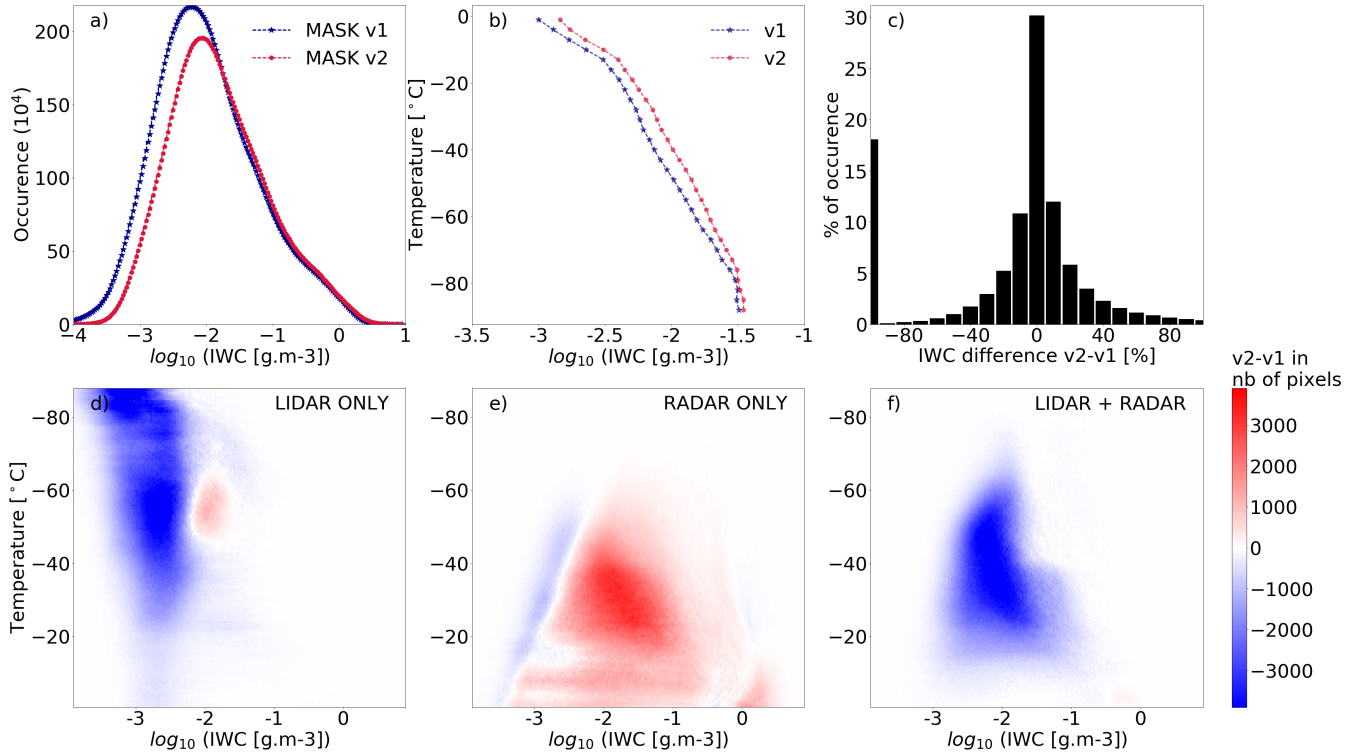 a)
MASK v1
MASK v2
Occurence (10⁴)
200
150
100
50
0
−4
−3
−2
−1
0
1
log₁₀ (IWC [g.m-3])
b)
v1
v2
Temperature [°C]
0
−20
−40
−60
−80
-3.5
-3
-2.5
-2
-1.5
-1
log₁₀ (IWC [g.m-3])
c)
% of occurence
30
25
20
15
10
5
0
−80
−40
0
40
80
IWC difference v2-v1 [%]
d)
LIDAR ONLY
Temperature [°C]
−80
−60
−40
−20
-3
-2
-1
0
log₁₀ (IWC [g.m-3])
e)
RADAR ONLY
−80
−60
−40
−20
-3
-2
-1
0
log₁₀ (IWC [g.m-3])
f)
LIDAR + RADAR
−80
−60
−40
−20
-3
-2
-1
0
log₁₀ (IWC [g.m-3])
v2-v1 in
nb of pixels
3000
2000
1000
0
−1000
−2000
−3000